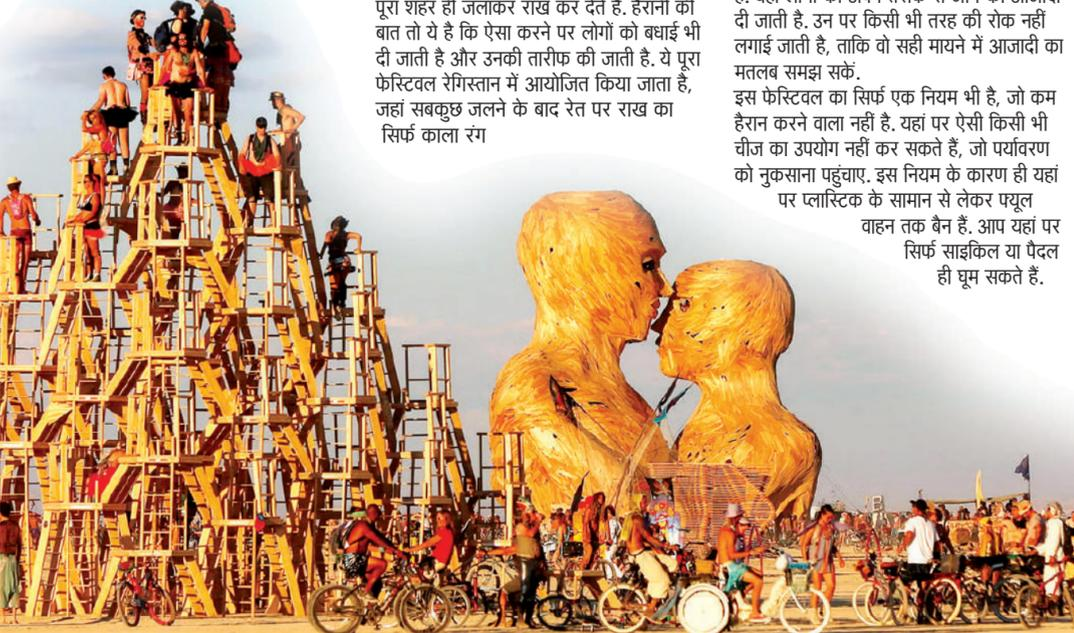 पूरा शहर ही जलाकर राख कर देते हैं. हैरानी की
बात तो ये है कि ऐसा करने पर लोगों को बधाई भी
दी जाती है और उनकी तारीफ की जाती है. ये पूरा
फेस्टिवल रेगिस्तान में आयोजित किया जाता है,
जहां सबकुछ जलने के बाद रेत पर राख का
सिर्फ काला रंग
दी जाती है. उन पर किसी भी तरह की रोक नहीं
लगाई जाती है, ताकि वो सही मायने में आजादी का
मतलब समझ सकें.
इस फेस्टिवल का सिर्फ एक नियम भी है, जो कम
हैरान करने वाला नहीं है. यहां पर ऐसी किसी भी
चीज का उपयोग नहीं कर सकते हैं, जो पर्यावरण
को नुकसाना पहुंचाए. इस नियम के कारण ही यहां
पर प्लास्टिक के सामान से लेकर फ्यूल
वाहन तक बैन हैं. आप यहां पर
सिर्फ साइकिल या पैदल
ही घूम सकते हैं.